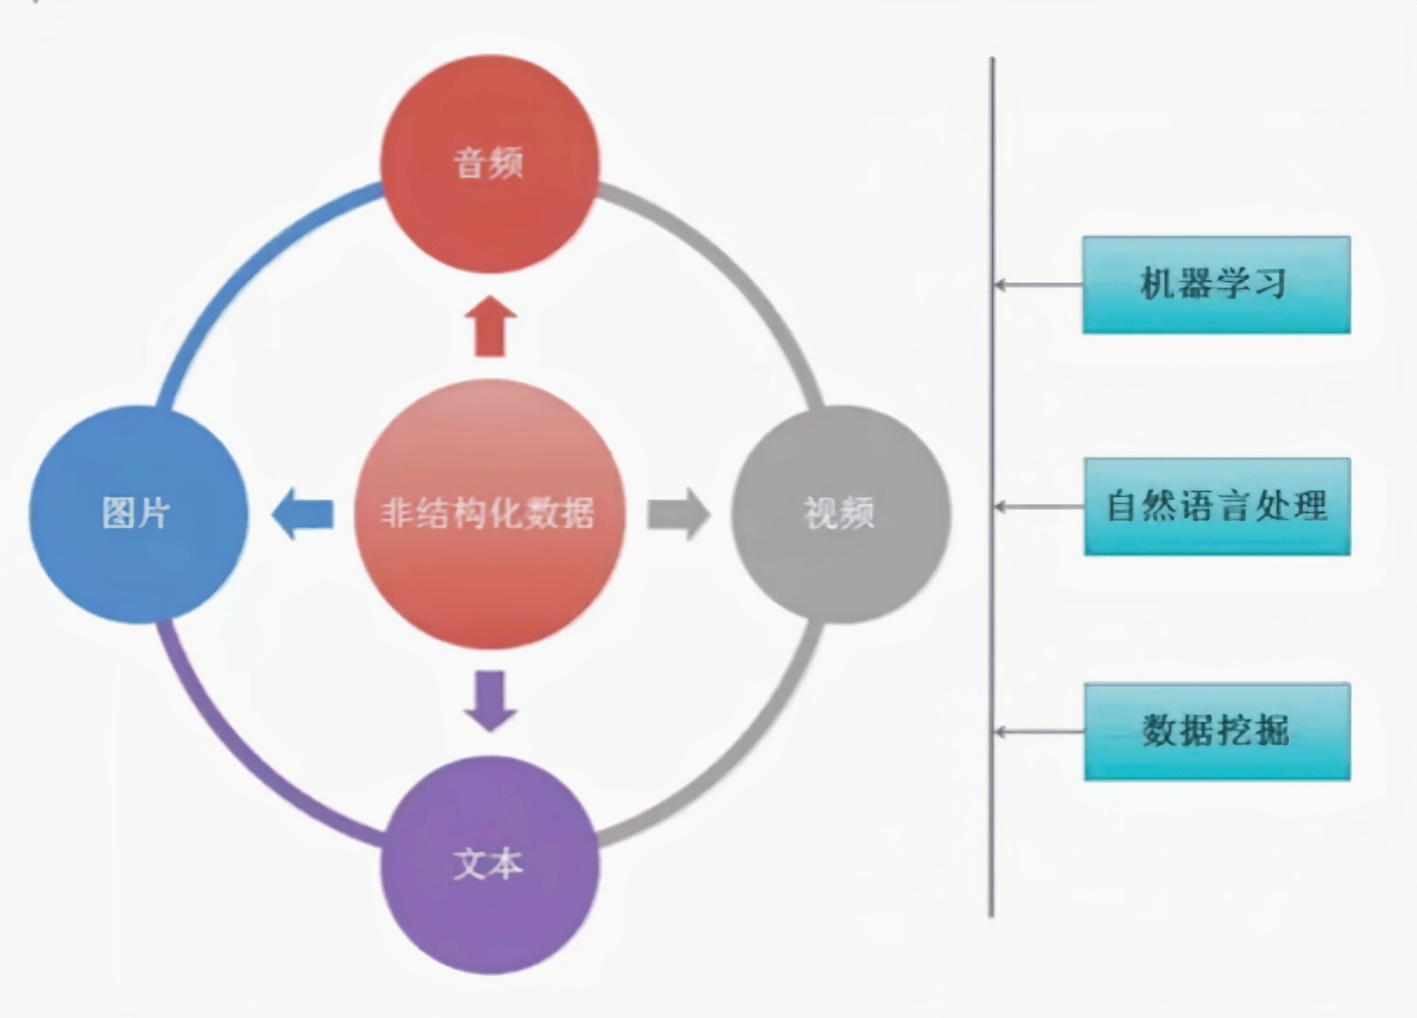 音频
图片
非结构化数据
视频
文本
机器学习
自然语言处理
数据挖掘